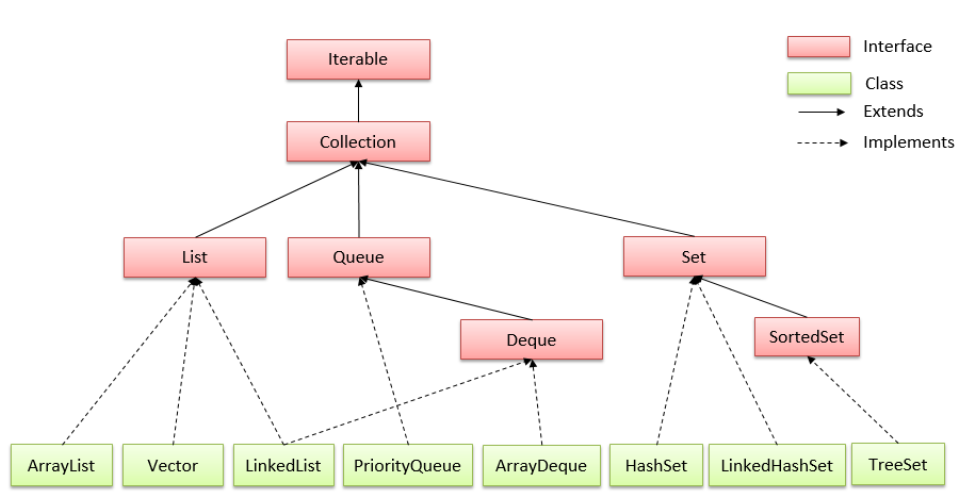 Iterable
Interface
Class
Collection
Extends
Implements
List
Queue
Set
Deque
SortedSet
ArrayList
Vector
LinkedList
PriorityQueue
ArrayDeque
HashSet
LinkedHashSet
TreeSet